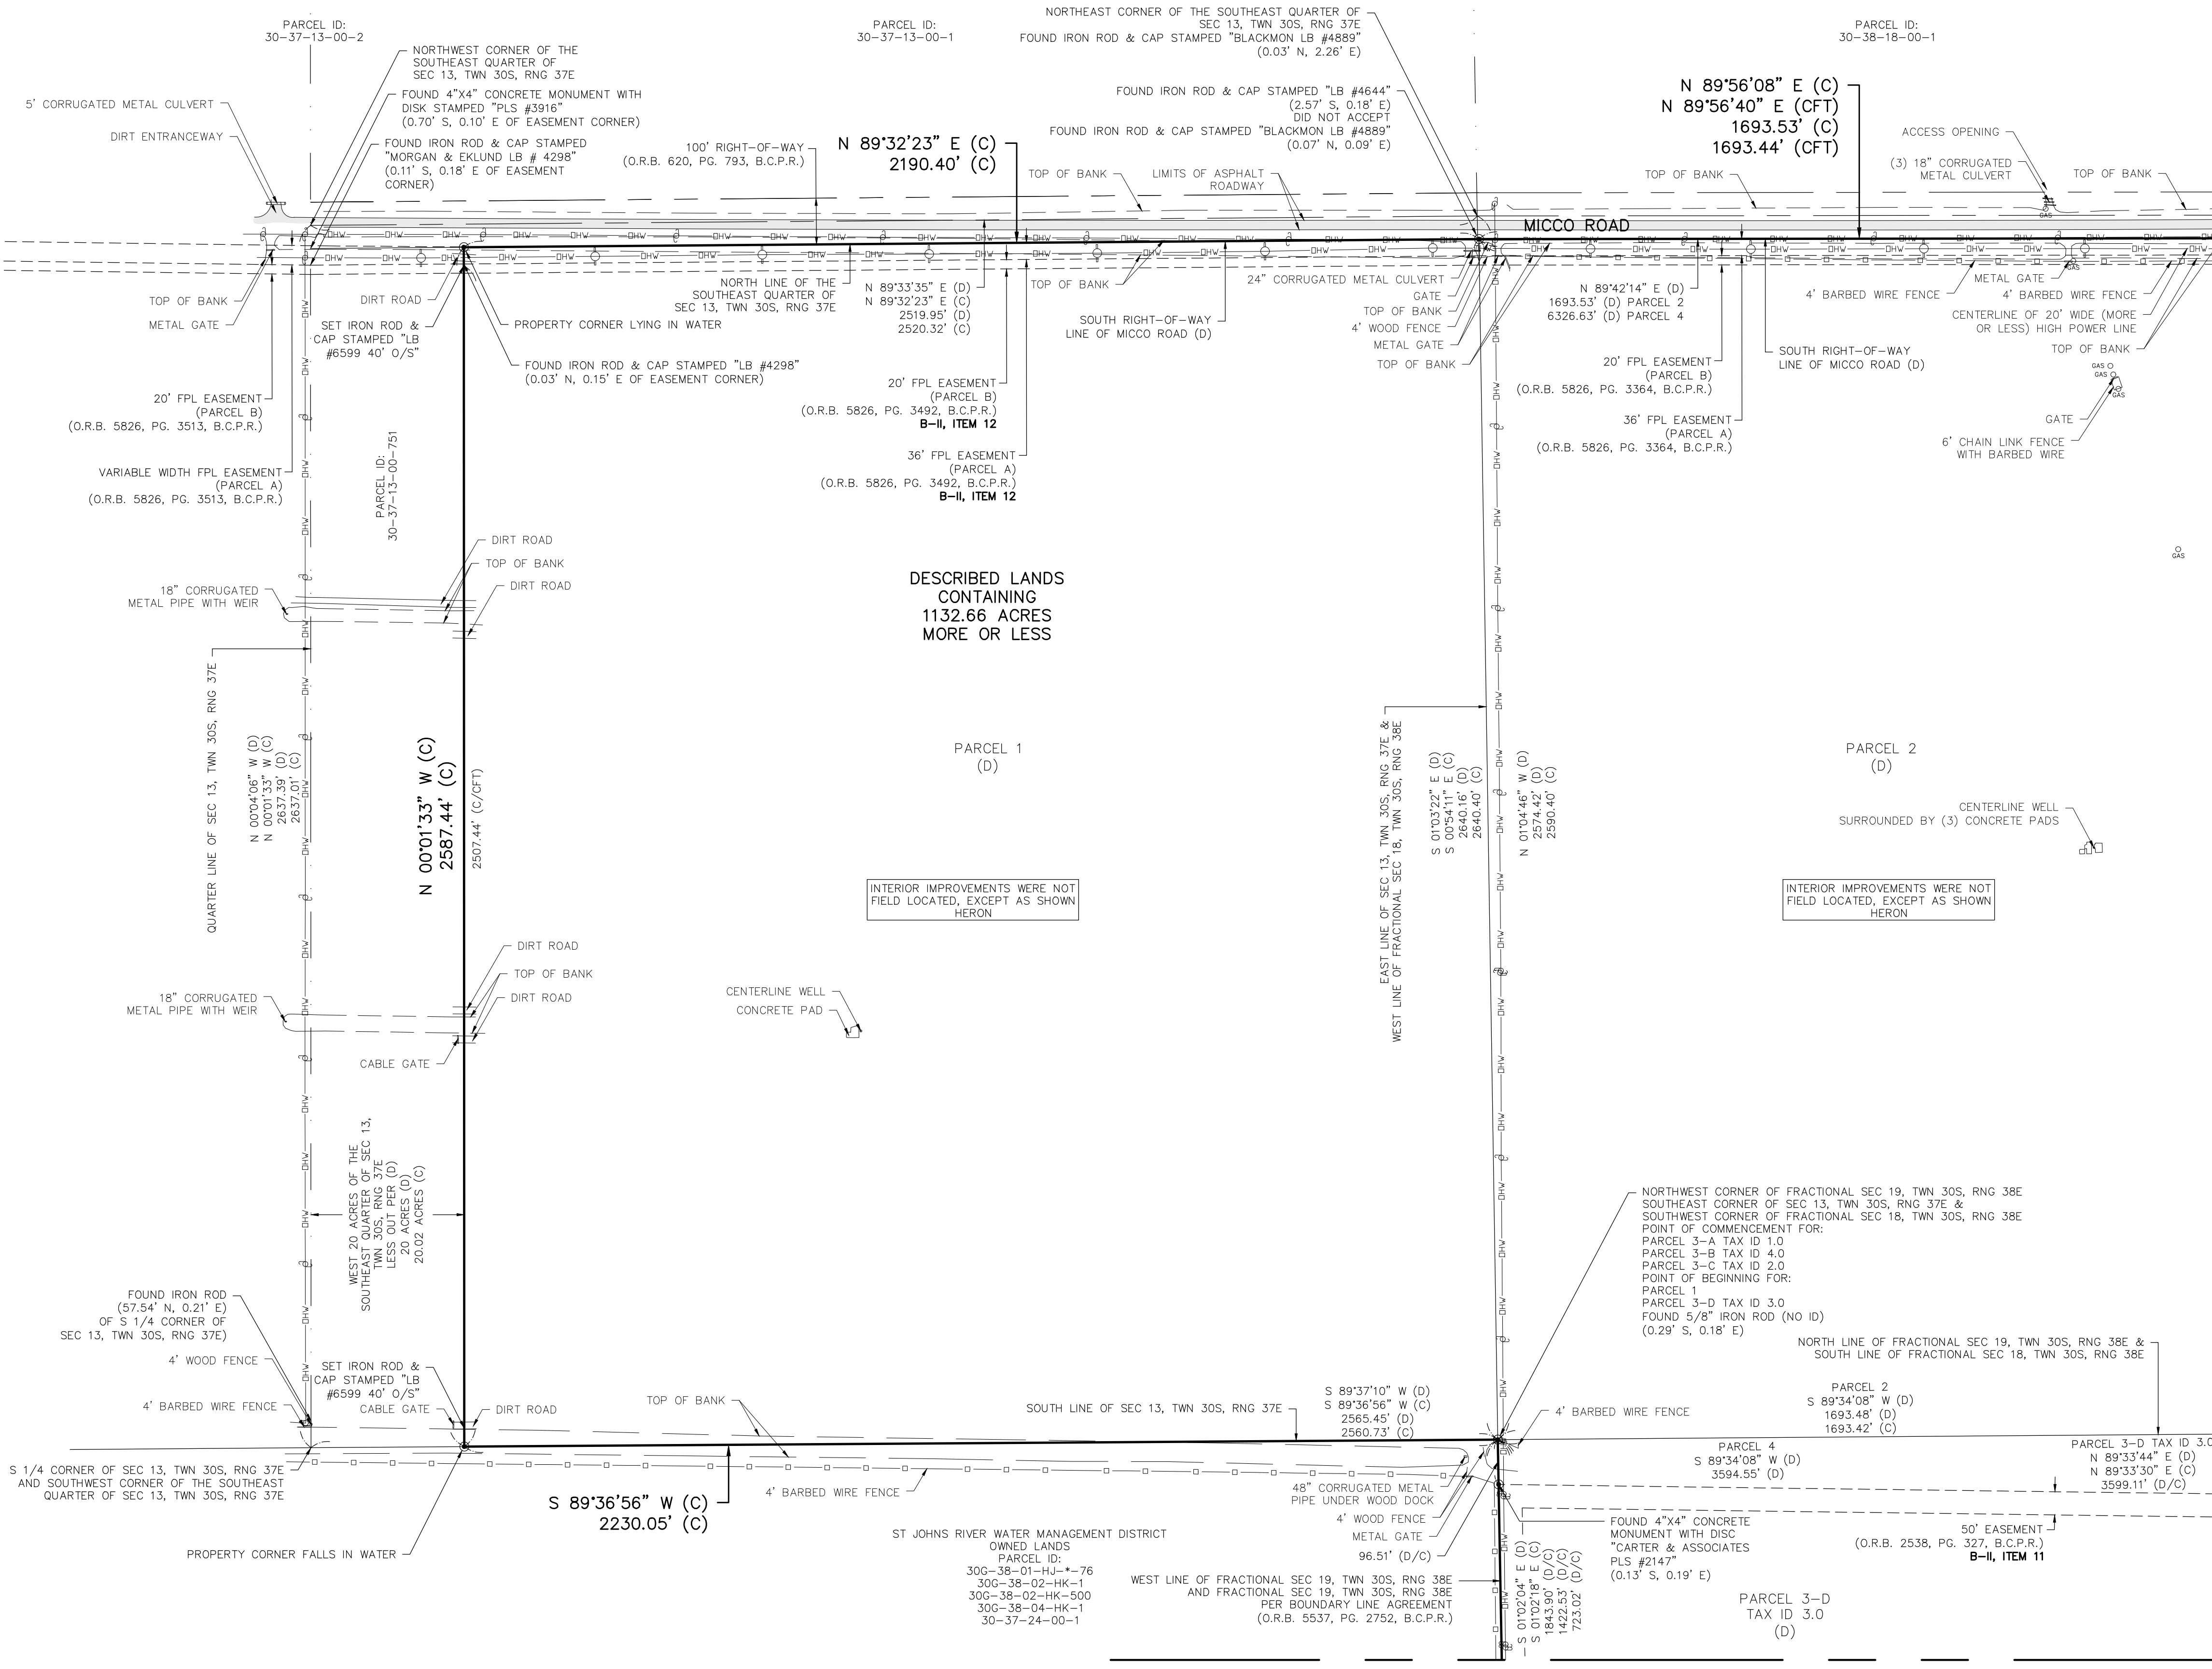 PARCEL ID:
30-37-13-00-2
NORTHWEST CORNER OF THE
SOUTHEAST QUARTER OF
SEC 13, TWN 30S, RNG 37E
FOUND 4"X4" CONCRETE MONUMENT WITH
DISK STAMPED "PLS #3916"
(0.70' S, 0.10' E OF EASEMENT CORNER)
FOUND IRON ROD & CAP STAMPED
"MORGAN & EKLUND LB # 4298"
(0.11' S, 0.18' E OF EASEMENT
CORNER)
5' CORRUGATED METAL CULVERT
DIRT ENTRANCEWAY
PARCEL ID:
30-37-13-00-1
100' RIGHT-OF-WAY
(O.R.B. 620, PG. 793, B.C.P.R.)
N 89°32'23" E (C)
2190.40' (C)
NORTHEAST CORNER OF THE SOUTHEAST QUARTER OF
SEC 13, TWN 30S, RNG 37E
FOUND IRON ROD & CAP STAMPED "BLACKMON LB #4889"
(0.03' N, 2.26' E)
FOUND IRON ROD & CAP STAMPED "LB #4644"
(2.57' S, 0.18' E)
DID NOT ACCEPT
FOUND IRON ROD & CAP STAMPED "BLACKMON LB #4889"
(0.07' N, 0.09' E)
TOP OF BANK
LIMITS OF ASPHALT
ROADWAY
PARCEL ID:
30-38-18-00-1
N 89°56'08" E (C)
N 89°56'40" E (CFT)
1693.53' (C)
1693.44' (CFT)
TOP OF BANK
ACCESS OPENING
(3) 18" CORRUGATED
METAL CULVERT
TOP OF BANK
GAS
MICCO ROAD
OHW
TOP OF BANK
METAL GATE
DIRT ROAD
SET IRON ROD &
CAP STAMPED "LB
#6599 40' O/S"
PROPERTY CORNER LYING IN WATER
FOUND IRON ROD & CAP STAMPED "LB #4298"
(0.03' N, 0.15' E OF EASEMENT CORNER)
NORTH LINE OF THE
SOUTHEAST QUARTER OF
SEC 13, TWN 30S, RNG 37E
N 89°33'35" E (D)
N 89°32'23" E (C)
2519.95' (D)
2520.32' (C)
TOP OF BANK
SOUTH RIGHT-OF-WAY
LINE OF MICCO ROAD (D)
24" CORRUGATED METAL CULVERT
GATE
TOP OF BANK
4' WOOD FENCE
METAL GATE
TOP OF BANK
N 89°42'14" E (D)
1693.53' (D) PARCEL 2
6326.63' (D) PARCEL 4
4' BARBED WIRE FENCE
GAS
METAL GATE
4' BARBED WIRE FENCE
CENTERLINE OF 20' WIDE (MORE
OR LESS) HIGH POWER LINE
TOP OF BANK
SOUTH RIGHT-OF-WAY
LINE OF MICCO ROAD (D)
20' FPL EASEMENT
(PARCEL B)
(O.R.B. 5826, PG. 3364, B.C.P.R.)
36' FPL EASEMENT
(PARCEL A)
(O.R.B. 5826, PG. 3364, B.C.P.R.)
GAS
GAS
GAS
GATE
6' CHAIN LINK FENCE
WITH BARBED WIRE
GAS
20' FPL EASEMENT
(PARCEL B)
(O.R.B. 5826, PG. 3513, B.C.P.R.)
VARIABLE WIDTH FPL EASEMENT
(PARCEL A)
(O.R.B. 5826, PG. 3513, B.C.P.R.)
PARCEL ID:
30-37-13-00-751
20' FPL EASEMENT
(PARCEL B)
(O.R.B. 5826, PG. 3492, B.C.P.R.)
B-II, ITEM 12
36' FPL EASEMENT
(PARCEL A)
(O.R.B. 5826, PG. 3492, B.C.P.R.)
B-II, ITEM 12
DIRT ROAD
TOP OF BANK
DIRT ROAD
18" CORRUGATED
METAL PIPE WITH WEIR
DESCRIBED LANDS
CONTAINING
1132.66 ACRES
MORE OR LESS
QUARTER LINE OF SEC 13, TWN 30S, RNG 37E
N 00°04'06" W (D)
N 00°01'33" W (C)
2637.39' (D)
2637.01' (C)
N 00°01'33" W (C)
2587.44' (C)
2507.44' (C/CFT)
PARCEL 1
(D)
EAST LINE OF SEC 13, TWN 30S, RNG 37E &
WEST LINE OF FRACTIONAL SEC 18, TWN 30S, RNG 38E
S 01°03'22" E (D)
S 00°54'11" E (C)
2640.16' (D)
2640.40' (C)
N 01°04'46" W (D)
2574.42' (D)
2590.40' (C)
PARCEL 2
(D)
CENTERLINE WELL
SURROUNDED BY (3) CONCRETE PADS
INTERIOR IMPROVEMENTS WERE NOT
FIELD LOCATED, EXCEPT AS SHOWN
HERON
INTERIOR IMPROVEMENTS WERE NOT
FIELD LOCATED, EXCEPT AS SHOWN
HERON
DIRT ROAD
TOP OF BANK
DIRT ROAD
18" CORRUGATED
METAL PIPE WITH WEIR
CABLE GATE
CENTERLINE WELL
CONCRETE PAD
WEST 20 ACRES OF THE
SOUTHEAST QUARTER OF SEC 13,
TWN 30S, RNG 37E
LESS OUT PER (D)
20 ACRES (D)
20.02 ACRES (C)
NORTHWEST CORNER OF FRACTIONAL SEC 19, TWN 30S, RNG 38E
SOUTHEAST CORNER OF SEC 13, TWN 30S, RNG 37E &
SOUTHWEST CORNER OF FRACTIONAL SEC 18, TWN 30S, RNG 38E
POINT OF COMMENCEMENT FOR:
PARCEL 3-A TAX ID 1.0
PARCEL 3-B TAX ID 4.0
PARCEL 3-C TAX ID 2.0
POINT OF BEGINNING FOR:
PARCEL 1
PARCEL 3-D TAX ID 3.0
FOUND 5/8" IRON ROD (NO ID)
(0.29' S, 0.18' E)
NORTH LINE OF FRACTIONAL SEC 19, TWN 30S, RNG 38E &
SOUTH LINE OF FRACTIONAL SEC 18, TWN 30S, RNG 38E
FOUND IRON ROD
(57.54' N, 0.21' E)
OF S 1/4 CORNER OF
SEC 13, TWN 30S, RNG 37E)
4' WOOD FENCE
4' BARBED WIRE FENCE
SET IRON ROD &
CAP STAMPED "LB
#6599 40' O/S"
CABLE GATE
DIRT ROAD
TOP OF BANK
SOUTH LINE OF SEC 13, TWN 30S, RNG 37E
S 89°37'10" W (D)
S 89°36'56" W (C)
2565.45' (D)
2560.73' (C)
4' BARBED WIRE FENCE
PARCEL 2
S 89°34'08" W (D)
1693.48' (D)
1693.42' (C)
PARCEL 4
S 89°34'08" W (D)
3594.55' (D)
PARCEL 3-D TAX ID 3.0
N 89°33'44" E (D)
N 89°33'30" E (C)
3599.11' (D/C)
S 1/4 CORNER OF SEC 13, TWN 30S, RNG 37E
AND SOUTHWEST CORNER OF THE SOUTHEAST
QUARTER OF SEC 13, TWN 30S, RNG 37E
PROPERTY CORNER FALLS IN WATER
S 89°36'56" W (C)
2230.05' (C)
4' BARBED WIRE FENCE
ST JOHNS RIVER WATER MANAGEMENT DISTRICT
OWNED LANDS
PARCEL ID:
30G-38-01-HJ-*-76
30G-38-02-HK-1
30G-38-02-HK-500
30G-38-04-HK-1
30-37-24-00-1
48" CORRUGATED METAL
PIPE UNDER WOOD DOCK
4' WOOD FENCE
METAL GATE
96.51' (D/C)
WEST LINE OF FRACTIONAL SEC 19, TWN 30S, RNG 38E
AND FRACTIONAL SEC 19, TWN 30S, RNG 38E
PER BOUNDARY LINE AGREEMENT
(O.R.B. 5537, PG. 2752, B.C.P.R.)
S 01°02'04" E (D)
S 01°02'18" E (C)
1843.90' (D/C)
1422.53' (D/C)
723.02' (D/C)
FOUND 4"X4" CONCRETE
MONUMENT WITH DISC
"CARTER & ASSOCIATES
PLS #2147"
(0.13' S, 0.19' E)
50' EASEMENT
(O.R.B. 2538, PG. 327, B.C.P.R.)
B-II, ITEM 11
PARCEL 3-D
TAX ID 3.0
(D)